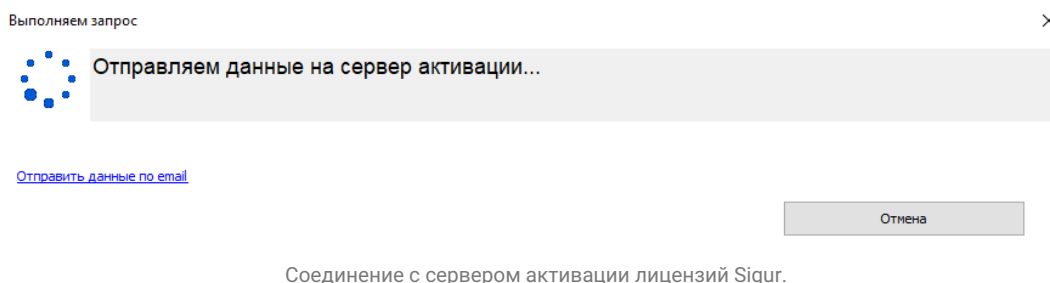 Выполняем запрос
Отправляем данные на сервер активации...
Отправить данные по email
Отмена
Соединение с сервером активации лицензий Sigur.